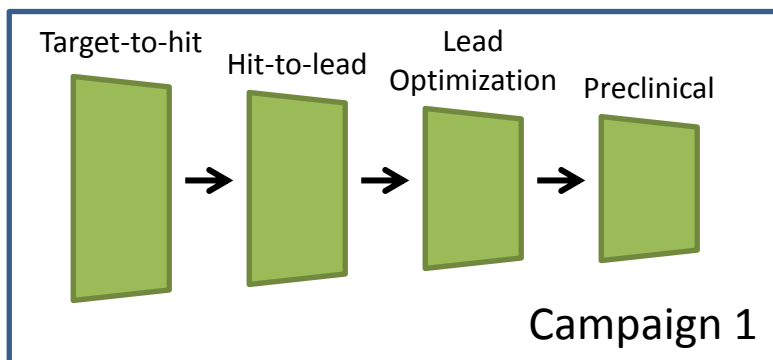 Target-to-hit
Hit-to-lead
Lead
Optimization
Preclinical
Campaign 1